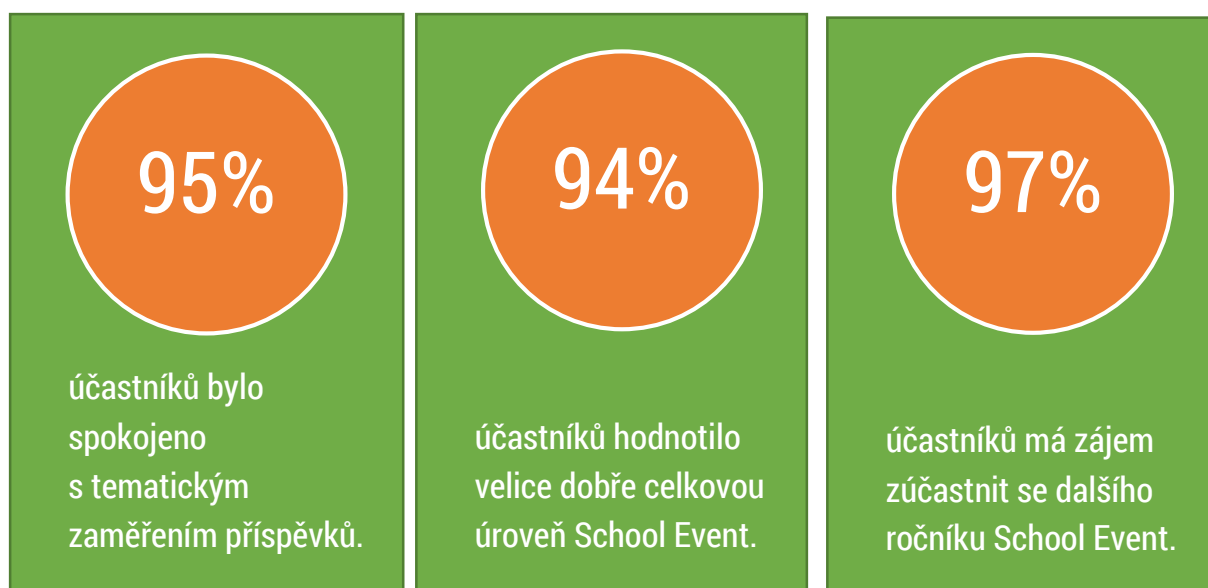 95%
účastníků bylo
spokojeno
s tematickým
zaměřením příspěvků.
94%
účastníků hodnotilo
velice dobře celkovou
úroveň School Event.
97%
účastníků má zájem
zúčastnit se dalšího
ročníku School Event.